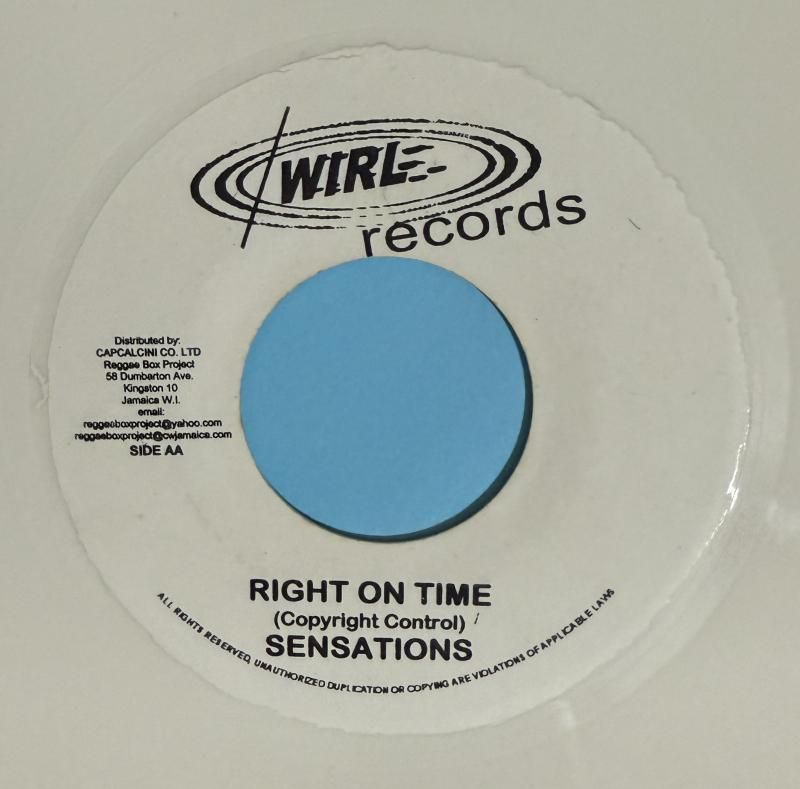 WIRL
records
Distributed by:
CAPCALCINI CO. LTD
Reggae Box Project
58 Dumbarton Ave.
Kingston 10
Jamaica W.I.
email:
reggaeboxproject@yahoo.com
reggaeboxproject@cwjamaica.com
SIDE AA
RIGHT ON TIME
(Copyright Control)
SENSATIONS
ALL RIGHTS RESERVED, UNAUTHORIZED DUPLICATION OR COPYING ARE VIOLATIONS OF APPLICABLE LAWS